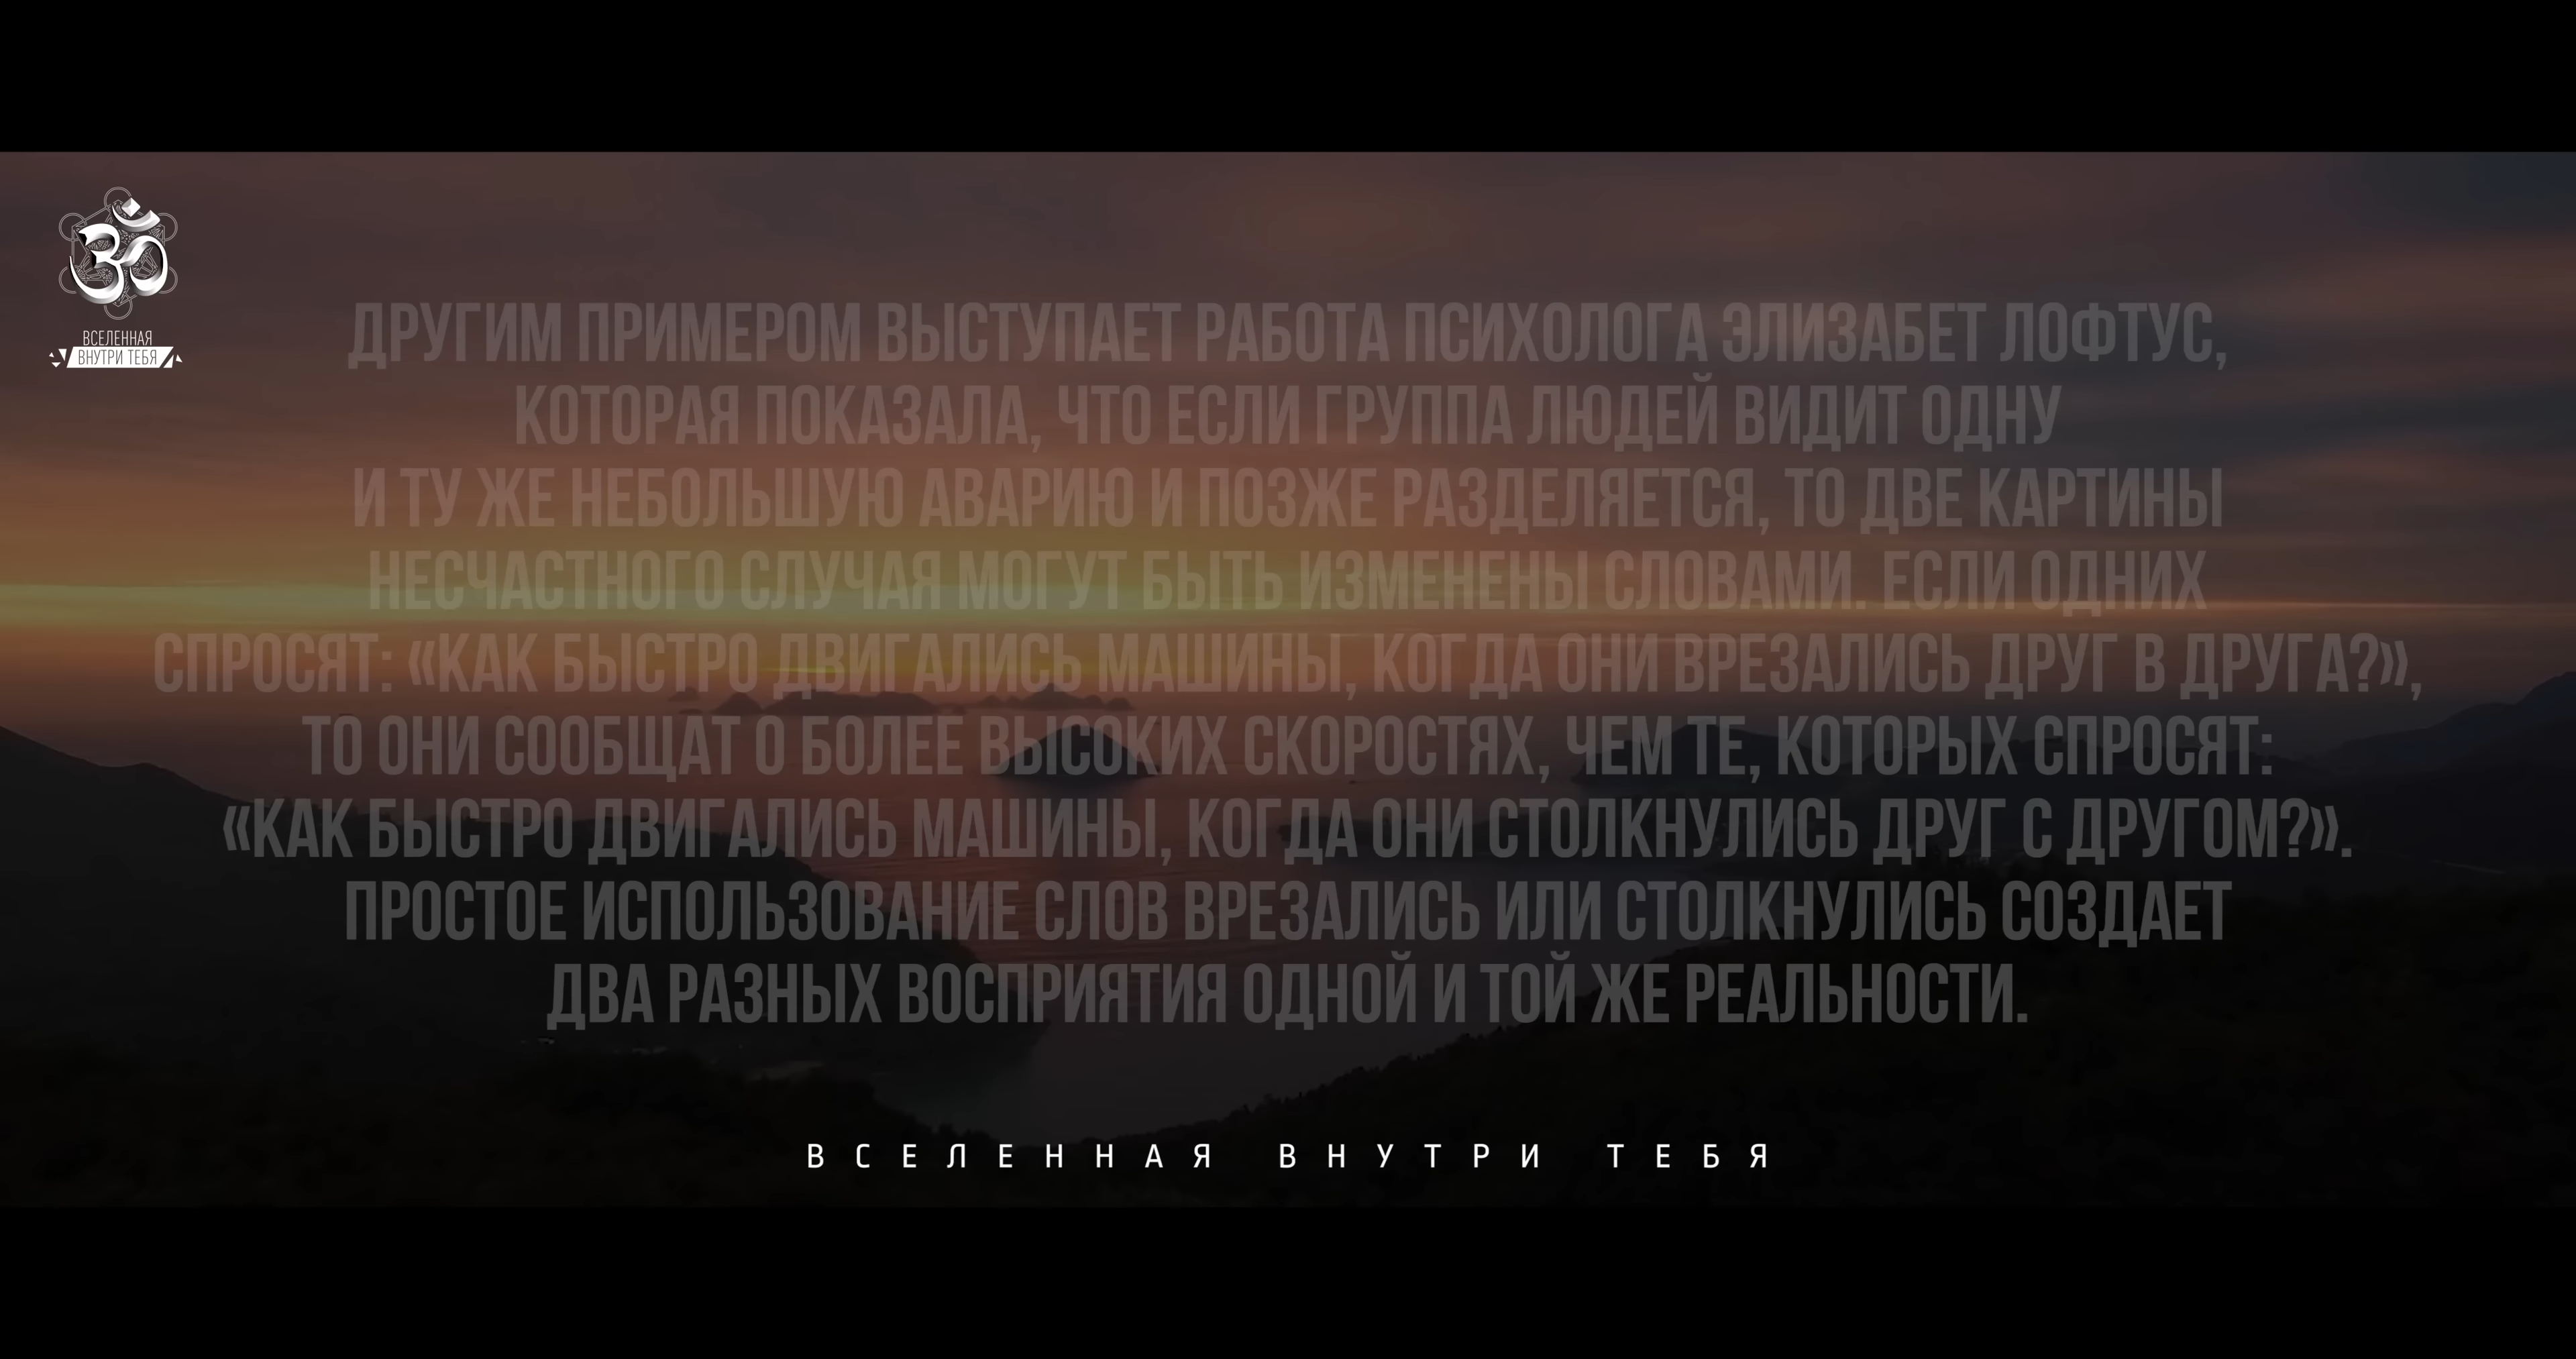 ВСЕЛЕННАЯ
ВНУТРИ ТЕБЯ
ДРУГИМ ПРИМЕРОМ ВЫСТУПАЕТ РАБОТА ПСИХОЛОГА ЭЛИЗАБЕТ ЛОФТУС,
КОТОРАЯ ПОКАЗАЛА, ЧТО ЕСЛИ ГРУППА ЛЮДЕЙ ВИДИТ ОДНУ
И ТУ ЖЕ НЕБОЛЬШУЮ АВАРИЮ И ПОЗЖЕ РАЗДЕЛЯЕТСЯ, ТО ДВЕ КАРТИНЫ
НЕСЧАСТНОГО СЛУЧАЯ МОГУТ БЫТЬ ИЗМЕНЕНЫ СЛОВАМИ. ЕСЛИ ОДНИХ
СПРОСЯТ: «КАК БЫСТРО ДВИГАЛИСЬ МАШИНЫ, КОГДА ОНИ ВРЕЗАЛИСЬ ДРУГ В ДРУГА?»,
ТО ОНИ СООБЩАТ О БОЛЕЕ ВЫСОКИХ СКОРОСТЯХ, ЧЕМ ТЕ, КОТОРЫХ СПРОСЯТ:
«КАК БЫСТРО ДВИГАЛИСЬ МАШИНЫ, КОГДА ОНИ СТОЛКНУЛИСЬ ДРУГ С ДРУГОМ?».
ПРОСТОЕ ИСПОЛЬЗОВАНИЕ СЛОВ ВРЕЗАЛИСЬ ИЛИ СТОЛКНУЛИСЬ СОЗДАЕТ
ДВА РАЗНЫХ ВОСПРИЯТИЯ ОДНОЙ И ТОЙ ЖЕ РЕАЛЬНОСТИ.
ВСЕЛЕННАЯ ВНУТРИ ТЕБЯ